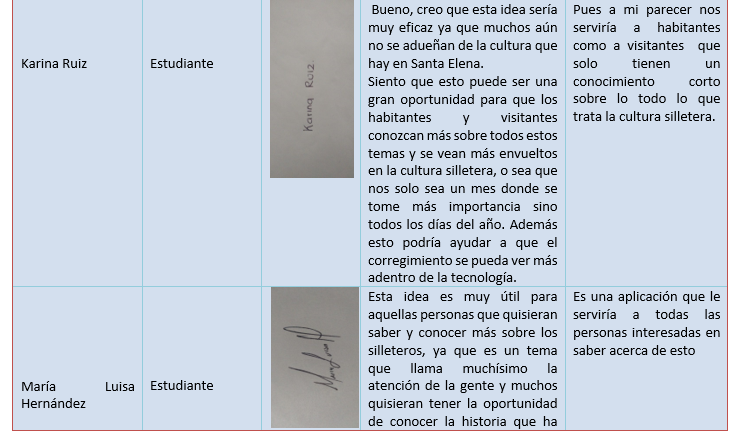 Karina Ruiz
Estudiante
Karina Ruiz.
Bueno, creo que esta idea sería
muy eficaz ya que muchos aún
no se adueñan de la cultura que
hay en Santa Elena.
Siento que esto puede ser una
gran oportunidad para que los
habitantes y visitantes
conozcan más sobre todos estos
temas y se vean más envueltos
en la cultura silletera, o sea que
nos solo sea un mes donde se
tome más importancia sino
todos los días del año. Además
esto podría ayudar a que el
corregimiento se pueda ver más
adentro de la tecnología.
Pues a mi parecer nos
serviría a habitantes
como a visitantes que
solo tienen un
conocimiento corto
sobre lo todo lo que
trata la cultura silletera.
María Luisa
Hernández
Estudiante
Esta idea es muy útil para
aquellas personas que quisieran
saber y conocer más sobre los
silleteros, ya que es un tema
que llama muchísimo la
atención de la gente y muchos
quisieran tener la oportunidad
de conocer la historia que ha
Es una aplicación que le
serviría a todas las
personas interesadas en
saber acerca de esto